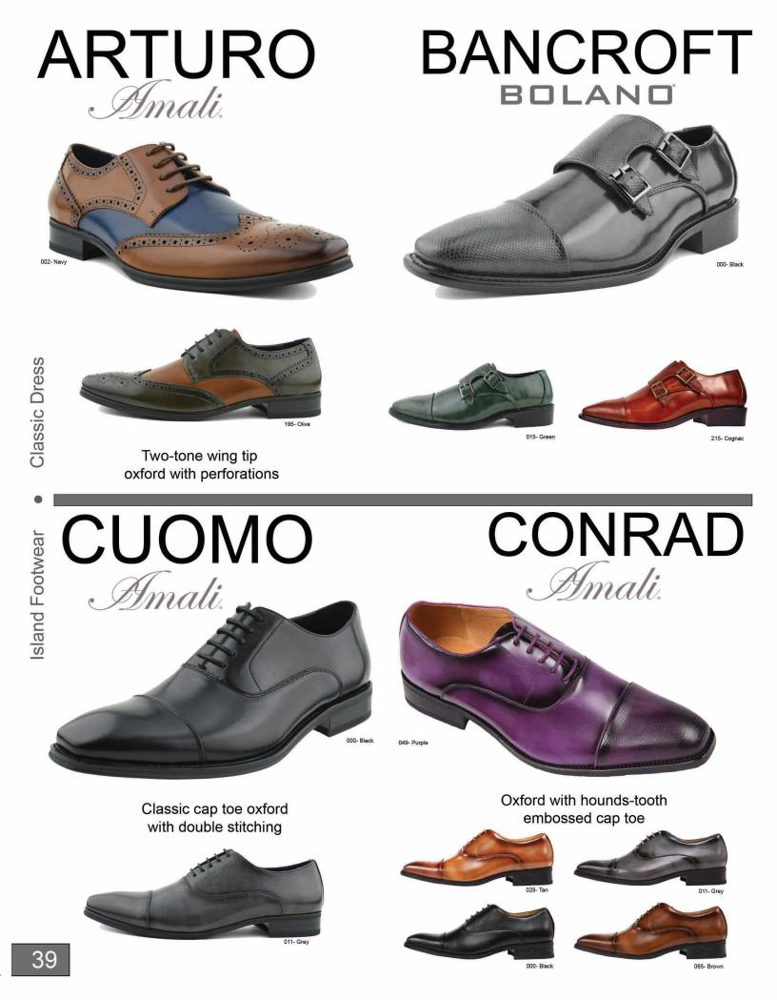 ARTURO
Amali
002- Navy
195- Olive
Two-tone wing tip
oxford with perforations
BANCROFT
BOLANO
000- Black
015- Green
215- Cognac
Classic Dress
Island Footwear
CUOMO
Amali
000- Black
Classic cap toe oxford
with double stitching
011- Grey
CONRAD
Amali
049- Purple
Oxford with hounds-tooth
embossed cap toe
028- Tan
011- Grey
000- Black
065- Brown
39